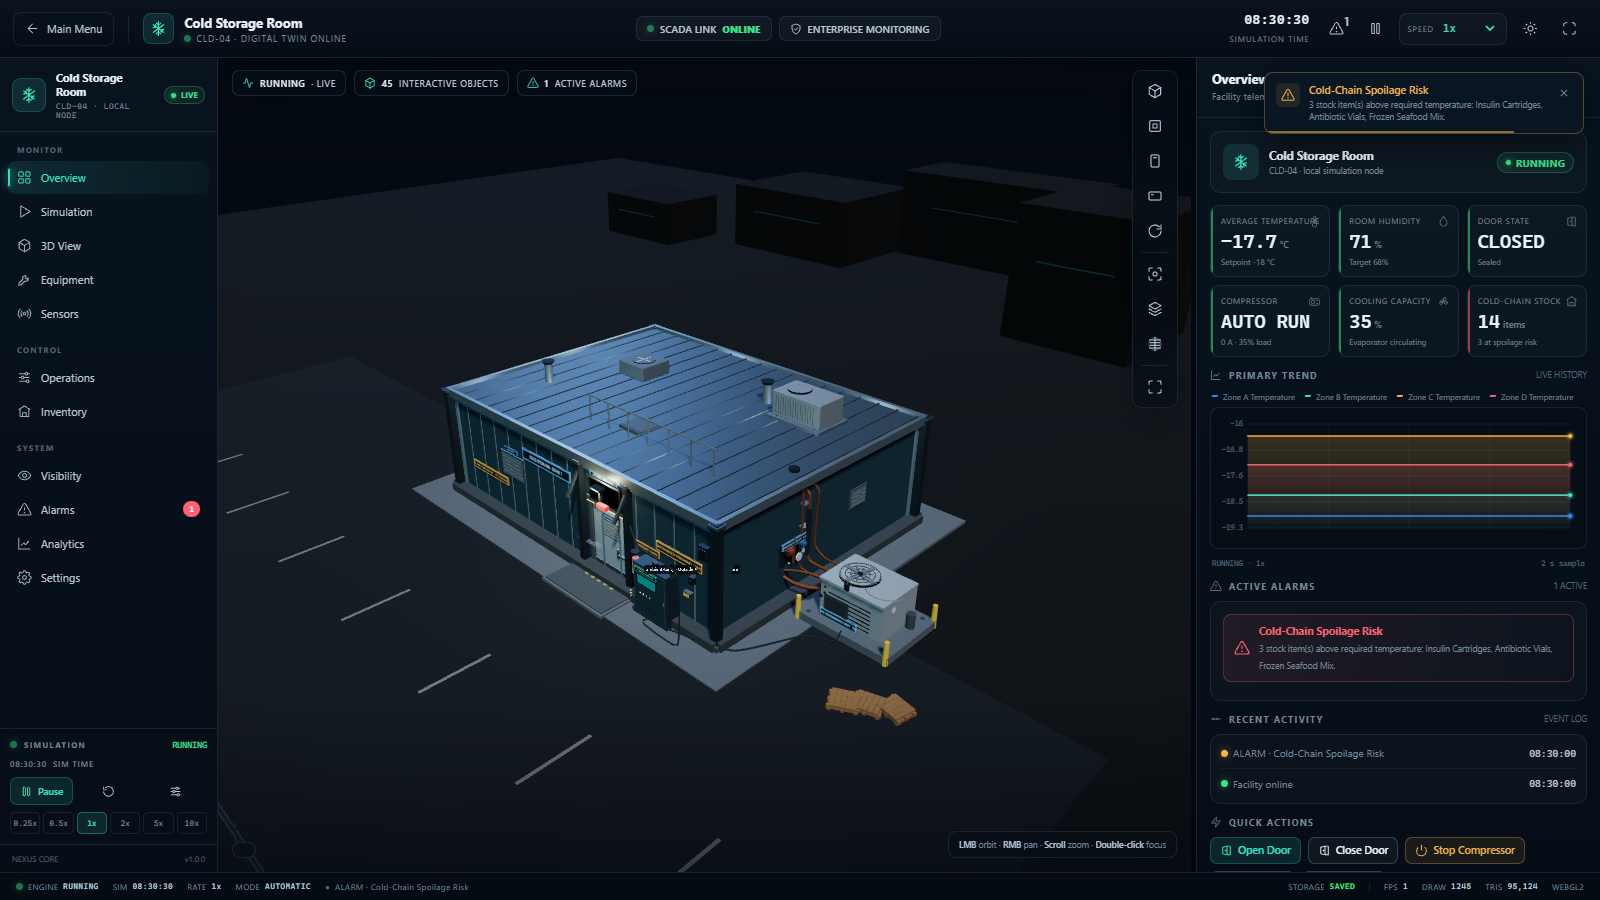 Main Menu
Cold Storage Room
CLD-04 · DIGITAL TWIN ONLINE
SCADA LINK ONLINE
ENTERPRISE MONITORING
08:30:30
SIMULATION TIME
1
SPEED 1x
Cold Storage Room
CLD-04 · LOCAL NODE
LIVE
MONITOR
Overview
Simulation
3D View
Equipment
Sensors
CONTROL
Operations
Inventory
SYSTEM
Visibility
Alarms
1
Analytics
Settings
SIMULATION
RUNNING
08:30:30 SIM TIME
Pause
0.25x 0.5x 1x 2x 5x 10x
NEXUS CORE
v1.0.0
RUNNING · LIVE
45 INTERACTIVE OBJECTS
1 ACTIVE ALARMS
LMB orbit · RMB pan · Scroll zoom · Double-click focus
Overview
Facility telem
Cold-Chain Spoilage Risk
3 stock item(s) above required temperature: Insulin Cartridges,
Antibiotic Vials, Frozen Seafood Mix.
Cold Storage Room
CLD-04 · local simulation node
RUNNING
AVERAGE TEMPERATURE
−17.7 °C
Setpoint -18 °C
ROOM HUMIDITY
71 %
Target 68%
DOOR STATE
CLOSED
Sealed
COMPRESSOR
AUTO RUN
0 A · 35% load
COOLING CAPACITY
35 %
Evaporator circulating
COLD-CHAIN STOCK
14 items
3 at spoilage risk
PRIMARY TREND
LIVE HISTORY
Zone A Temperature Zone B Temperature Zone C Temperature Zone D Temperature
−16
−16.8
−17.6
−18.5
−19.3
RUNNING · 1x
2 s sample
ACTIVE ALARMS
1 ACTIVE
Cold-Chain Spoilage Risk
3 stock item(s) above required temperature: Insulin Cartridges, Antibiotic Vials,
Frozen Seafood Mix.
RECENT ACTIVITY
EVENT LOG
ALARM · Cold-Chain Spoilage Risk 08:30:00
Facility online 08:30:00
QUICK ACTIONS
Open Door
Close Door
Stop Compressor
ENGINE RUNNING SIM 08:30:30 RATE 1x MODE AUTOMATIC • ALARM · Cold-Chain Spoilage Risk
STORAGE SAVED FPS 1 DRAW 1245 TRIS 95,124 WEBGL2